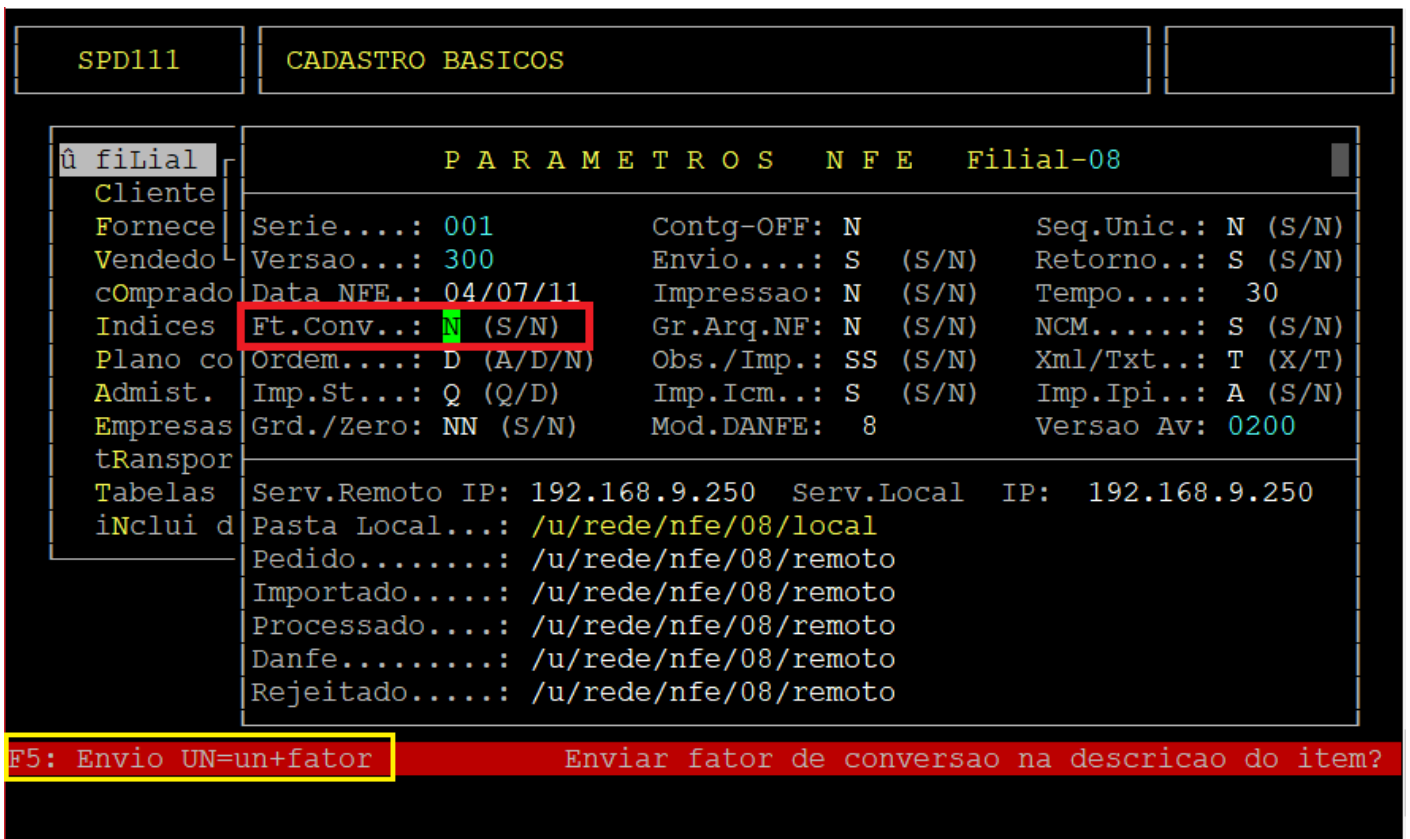 SPD111 CADASTRO BASICOS
û fiLial P A R A M E T R O S N F E Filial-08
Cliente
Fornece Serie....: 001 Contg-OFF: N Seq.Unic.: N (S/N)
Vendedo Versao...: 300 Envio....: S (S/N) Retorno..: S (S/N)
cOmprado Data NFE.: 04/07/11 Impressao: N (S/N) Tempo....: 30
Indices Ft.Conv..: N (S/N) Gr.Arq.NF: N (S/N) NCM......: S (S/N)
Plano co Ordem....: D (A/D/N) Obs./Imp.: SS (S/N) Xml/Txt..: T (X/T)
Admist. Imp.St...: Q (Q/D) Imp.Icm..: S (S/N) Imp.Ipi..: A (S/N)
Empresas Grd./Zero: NN (S/N) Mod.DANFE: 8 Versao Av: 0200
tRanspor
Tabelas Serv.Remoto IP: 192.168.9.250 Serv.Local IP: 192.168.9.250
iNclui d Pasta Local...: /u/rede/nfe/08/local
Pedido........: /u/rede/nfe/08/remoto
Importado.....: /u/rede/nfe/08/remoto
Processado....: /u/rede/nfe/08/remoto
Danfe.........: /u/rede/nfe/08/remoto
Rejeitado.....: /u/rede/nfe/08/remoto
F5: Envio UN=un+fator Enviar fator de conversao na descricao do item?